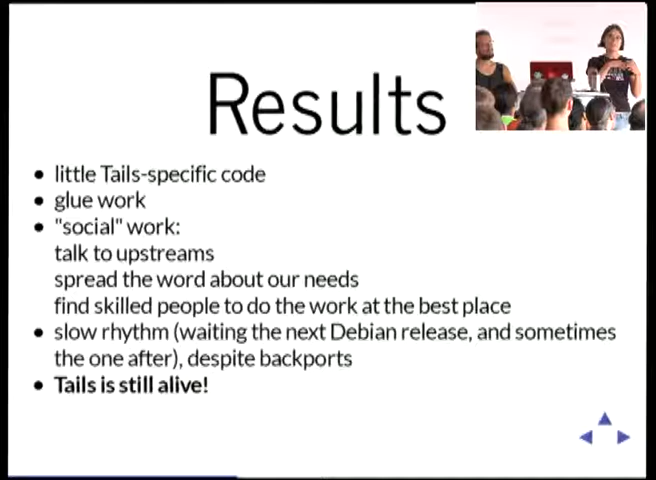 Results
little Tails-specific code
glue work
"social" work:
talk to upstreams
spread the word about our needs
find skilled people to do the work at the best place
slow rhythm (waiting the next Debian release, and sometimes
the one after), despite backports
Tails is still alive!